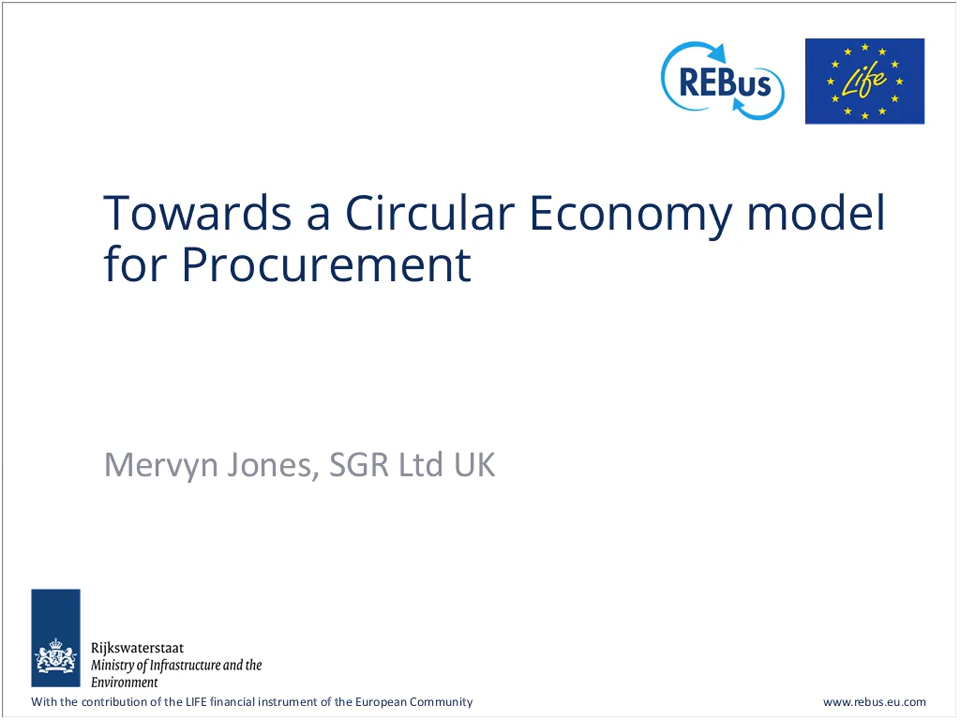 REBus
Life
Towards a Circular Economy model
for Procurement
Mervyn Jones, SGR Ltd UK
Rijkswaterstaat
Ministry of Infrastructure and the
Environment
With the contribution of the LIFE financial instrument of the European Community
www.rebus.eu.com